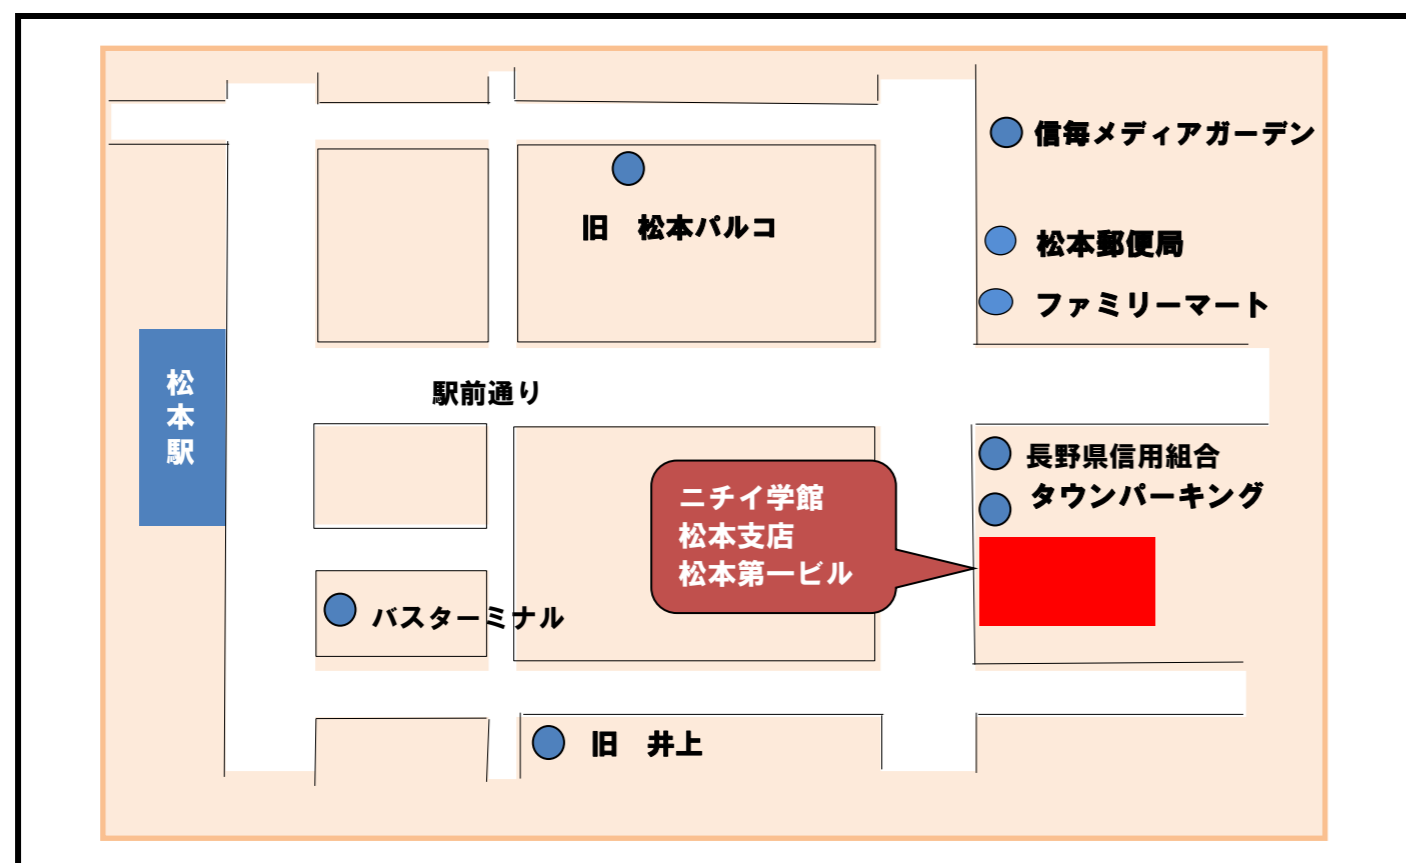 信毎メディアガーデン
旧　松本パルコ
松本郵便局
ファミリーマート
松本駅
駅前通り
長野県信用組合
タウンパーキング
ニチイ学館
松本支店
松本第一ビル
バスターミナル
旧　井上